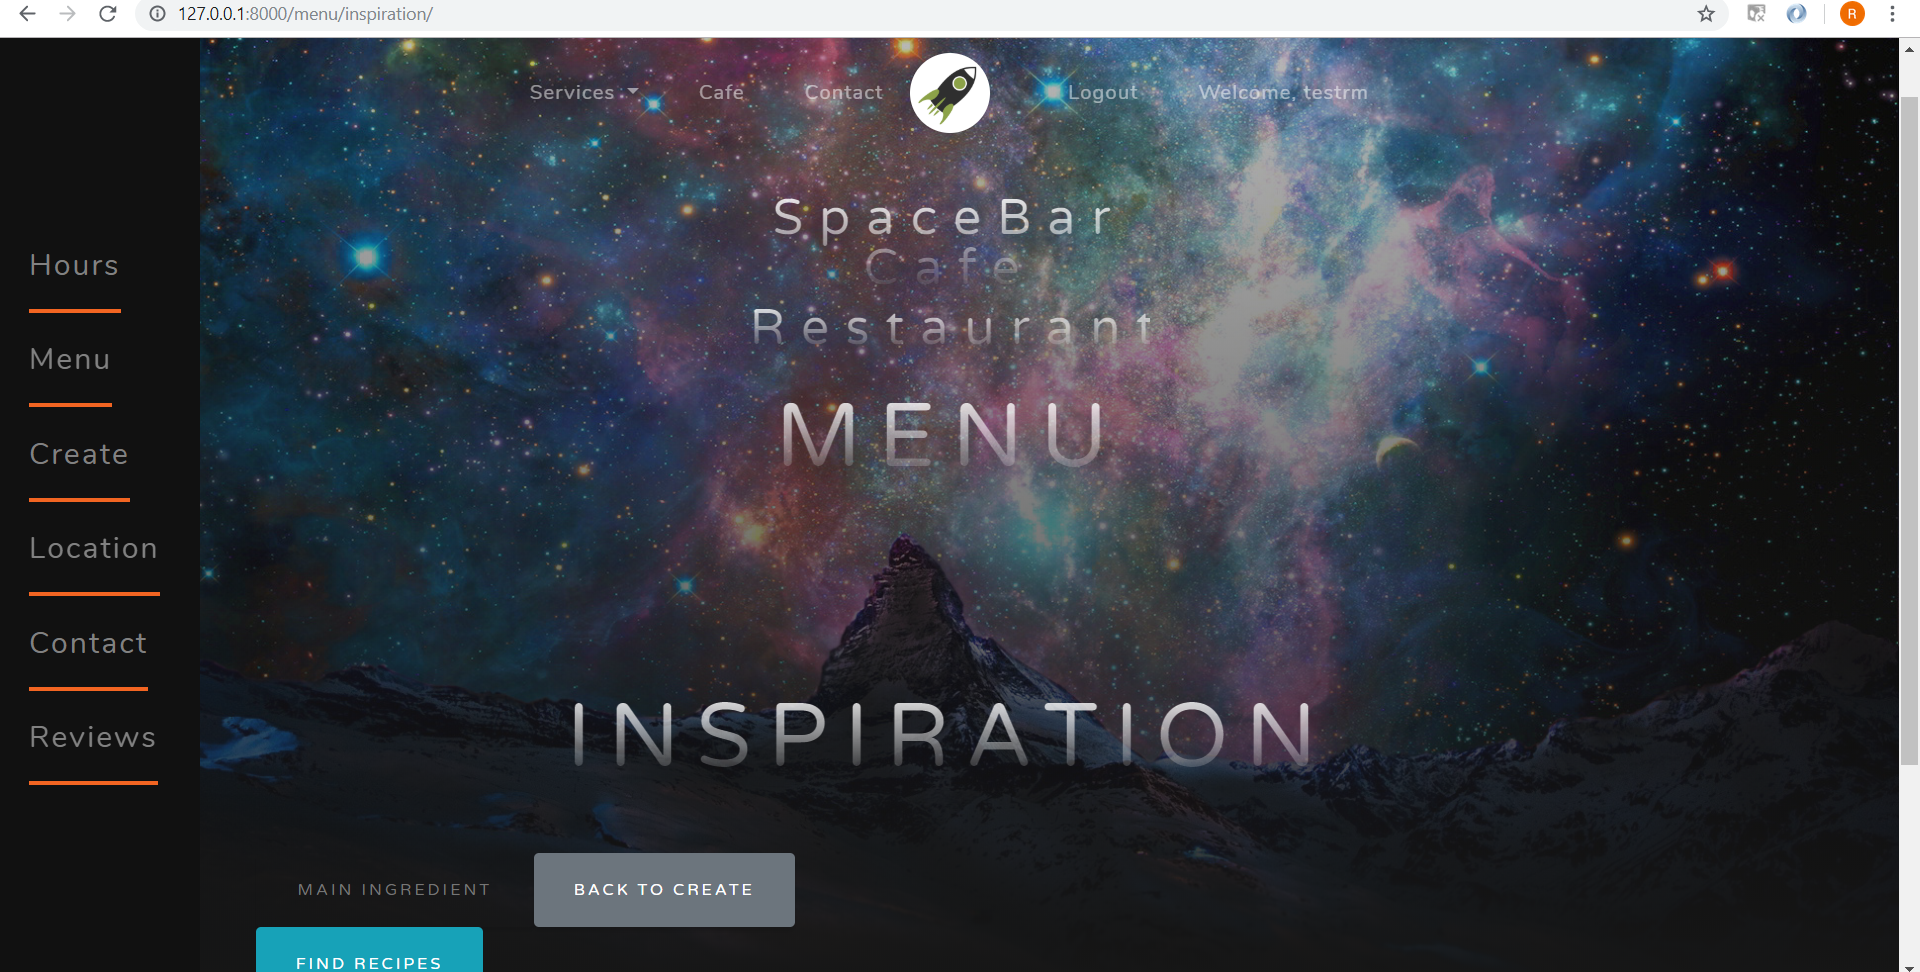 127.0.0.1:8000/menu/inspiration/
R
Services Cafe Contact Logout Welcome, testrm
SpaceBar
Cafe
Restaurant
MENU
INSPIRATION
Hours
Menu
Create
Location
Contact
Reviews
MAIN INGREDIENT BACK TO CREATE
FIND RECIPES